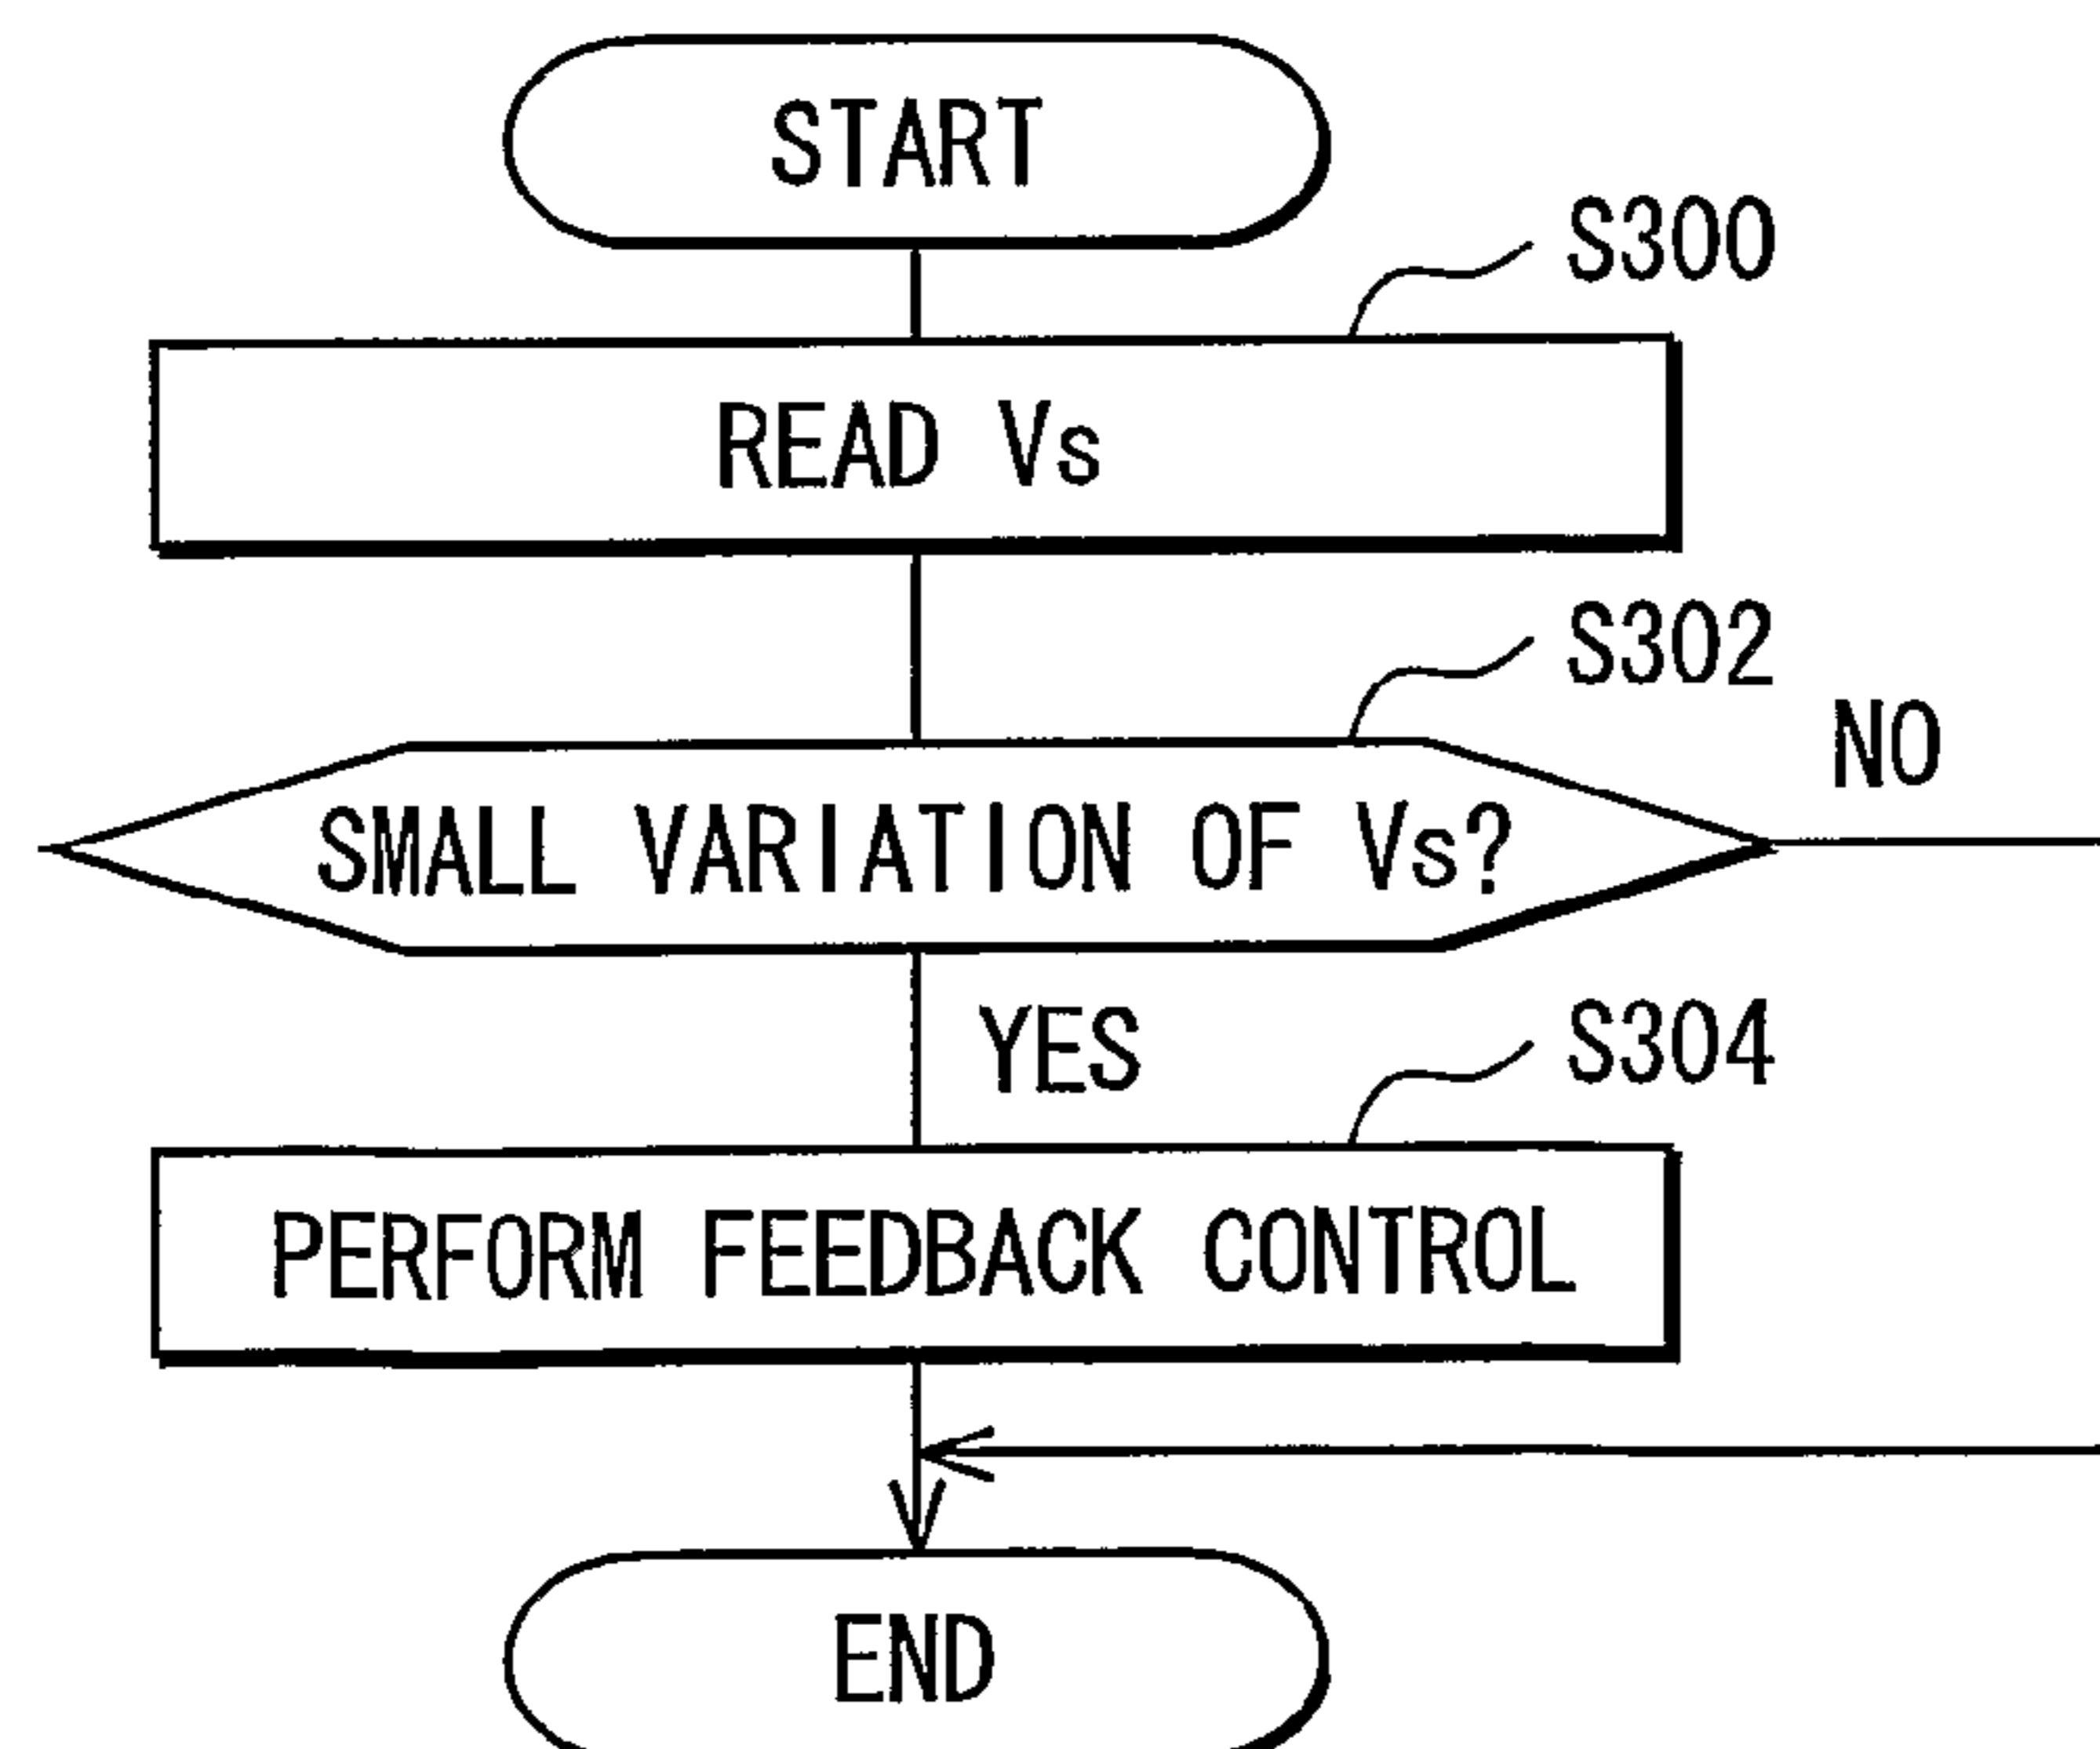 START
S300
READ Vs
S302
NO
SMALL VARIATION OF Vs?
YES
S304
PERFORM FEEDBACK CONTROL
END